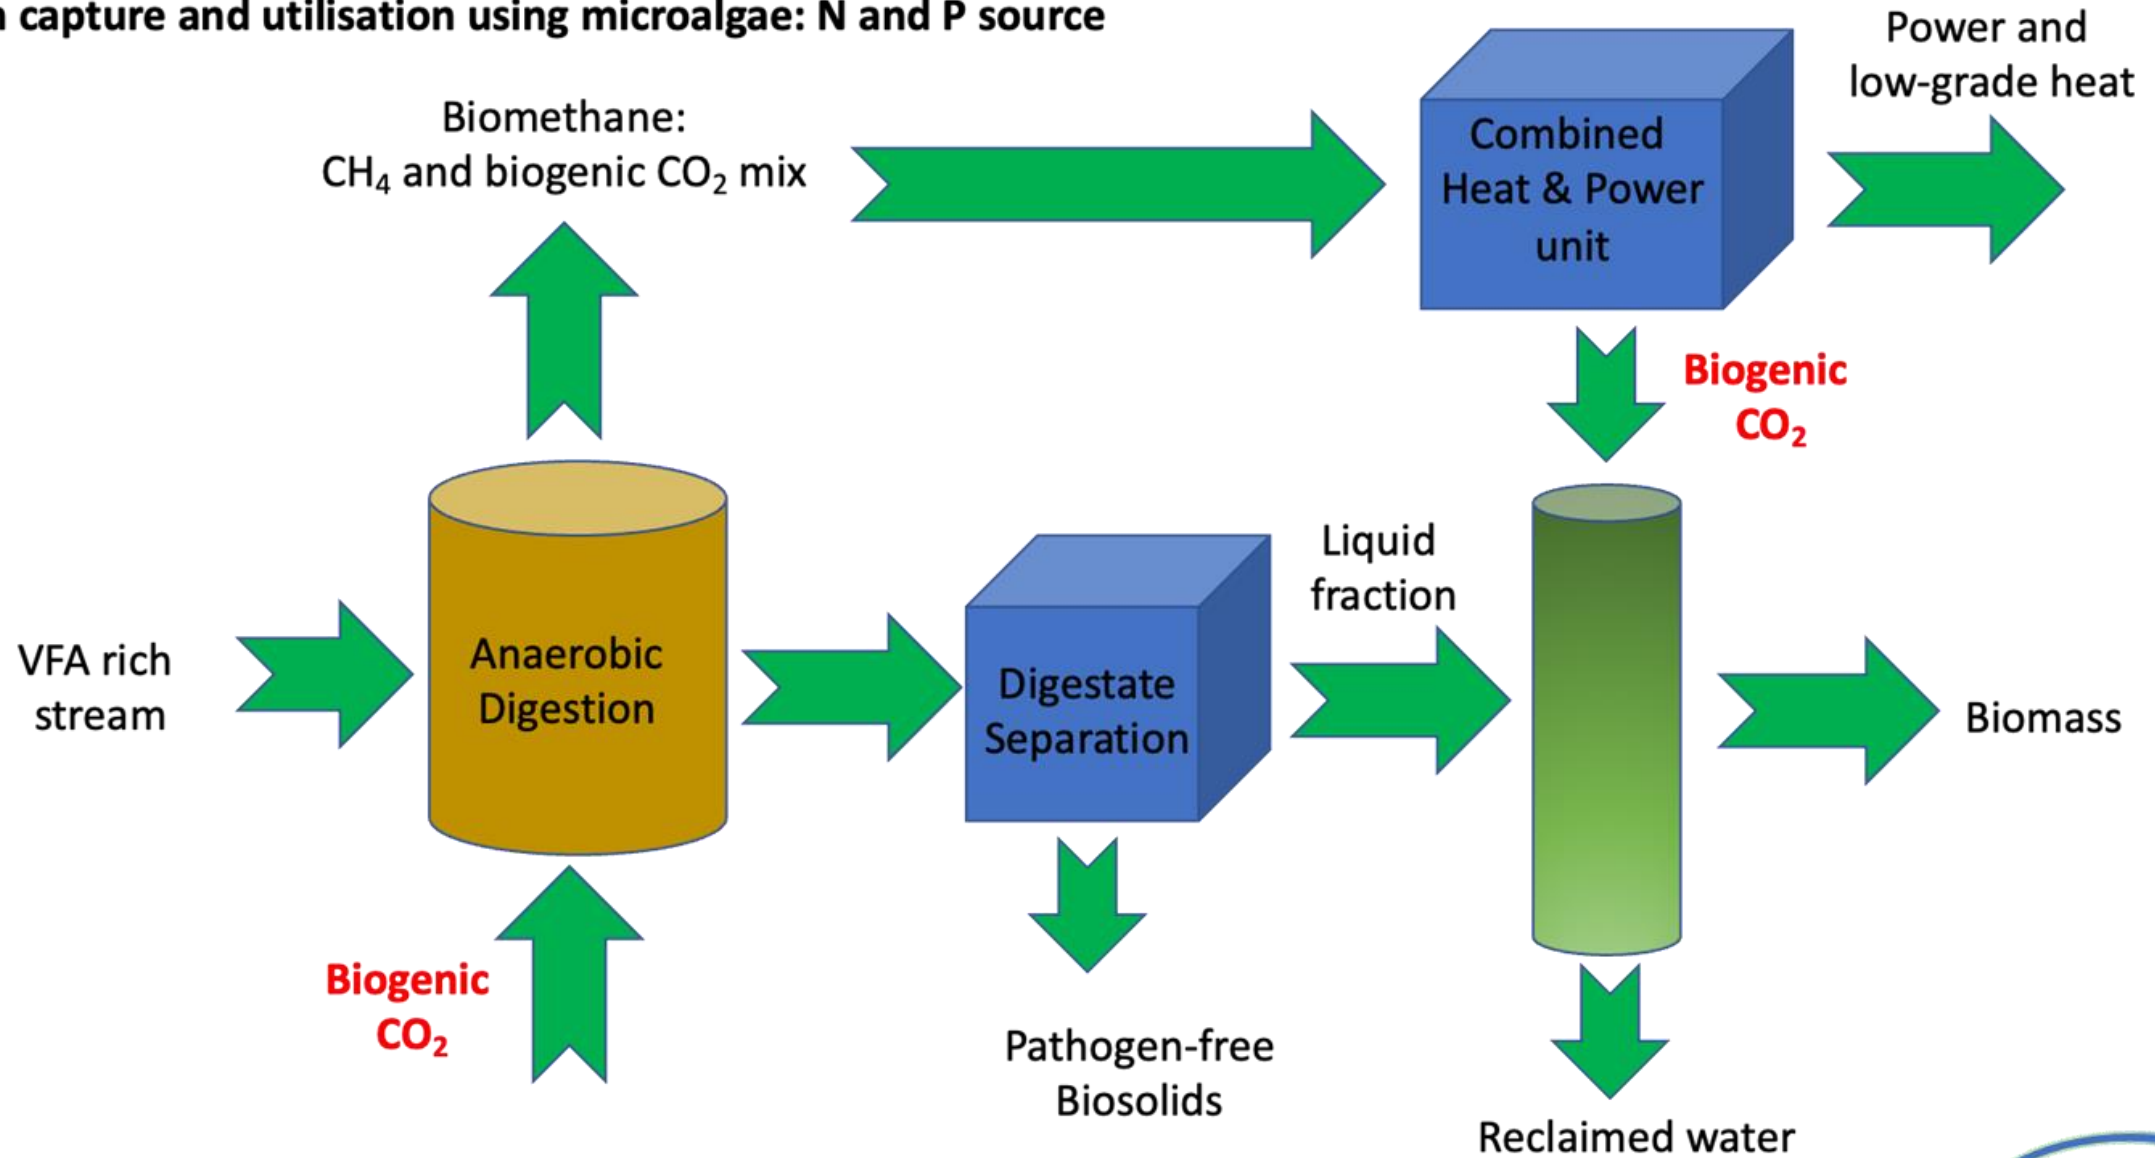 capture and utilisation using microalgae: N and P source
Power and
low-grade heat
Biomethane:
CH₄ and biogenic CO₂ mix
Combined
Heat & Power
unit
Biogenic
CO₂
Liquid
fraction
VFA rich
stream
Anaerobic
Digestion
Digestate
Separation
Biomass
Biogenic
CO₂
Pathogen-free
Biosolids
Reclaimed water